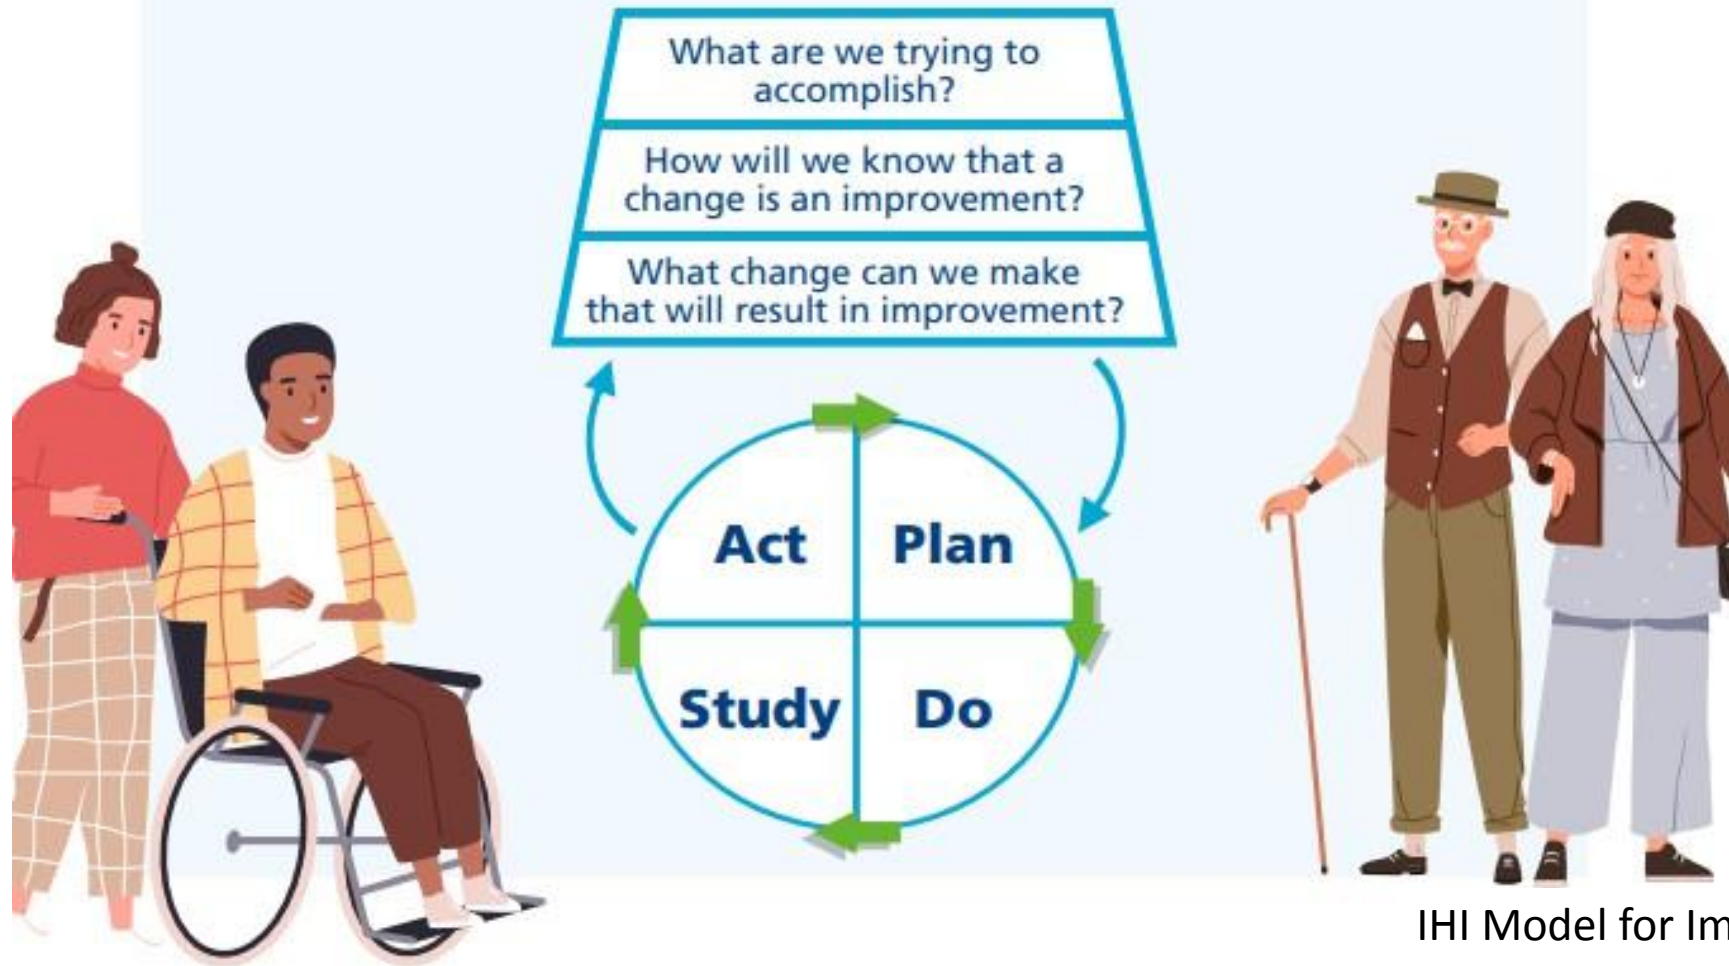 What are we trying to
accomplish?
How will we know that a
change is an improvement?
What change can we make
that will result in improvement?
Act
Plan
Study
Do
IHI Model for Im